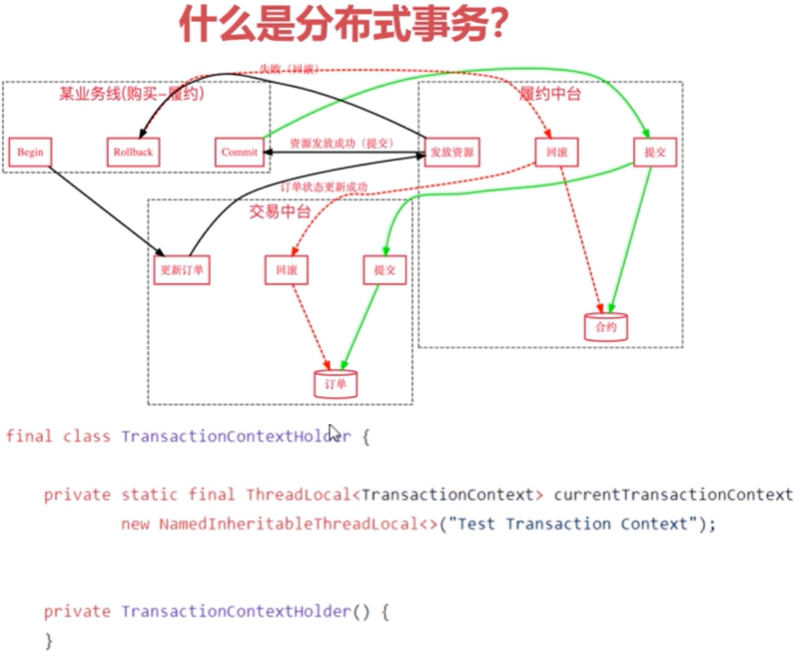 什么是分布式事务?
失败（回滚）
某业务线(购买–履约)
履约中台
Begin
Rollback
Commit
资源发放成功（提交）
发放资源
回滚
提交
订单状态更新成功
交易中台
更新订单
回滚
提交
合约
订单
final class TransactionContextHolder {
private static final ThreadLocal<TransactionContext> currentTransactionContext
new NamedInheritableThreadLocal<>("Test Transaction Context");
private TransactionContextHolder() {
}